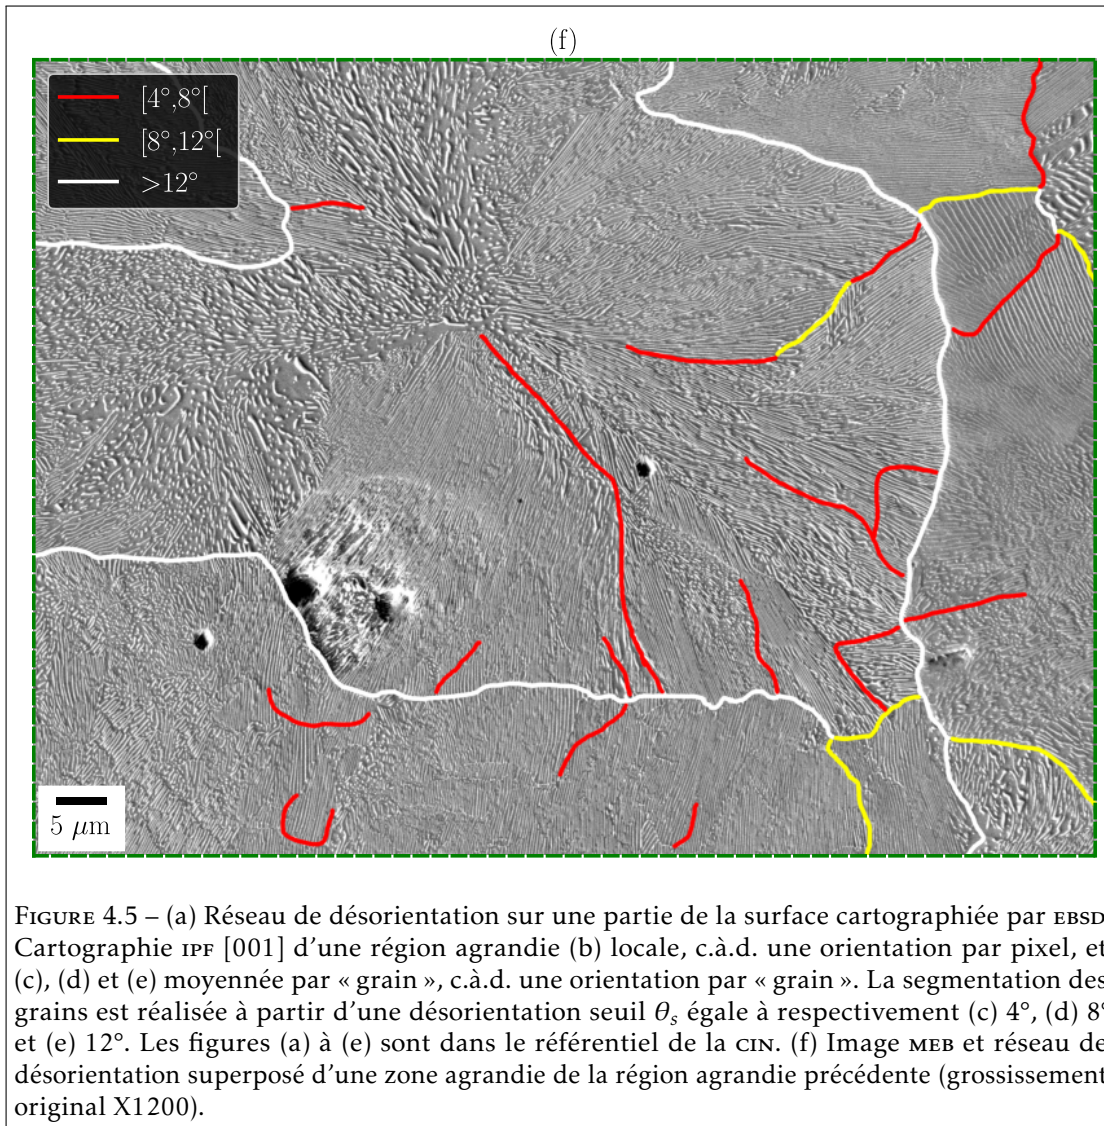 (f)
[4°,8°[
[8°,12°[
>12°
5 μm
FIGURE 4.5 – (a) Réseau de désorientation sur une partie de la surface cartographiée par EBSD
Cartographie IPF [001] d'une région agrandie (b) locale, c.à.d. une orientation par pixel, et
(c), (d) et (e) moyennée par « grain », c.à.d. une orientation par « grain ». La segmentation des
grains est réalisée à partir d'une désorientation seuil θs égale à respectivement (c) 4°, (d) 8°
et (e) 12°. Les figures (a) à (e) sont dans le référentiel de la CIN. (f) Image MEB et réseau de
désorientation superposé d'une zone agrandie de la région agrandie précédente (grossissement
original X1200).